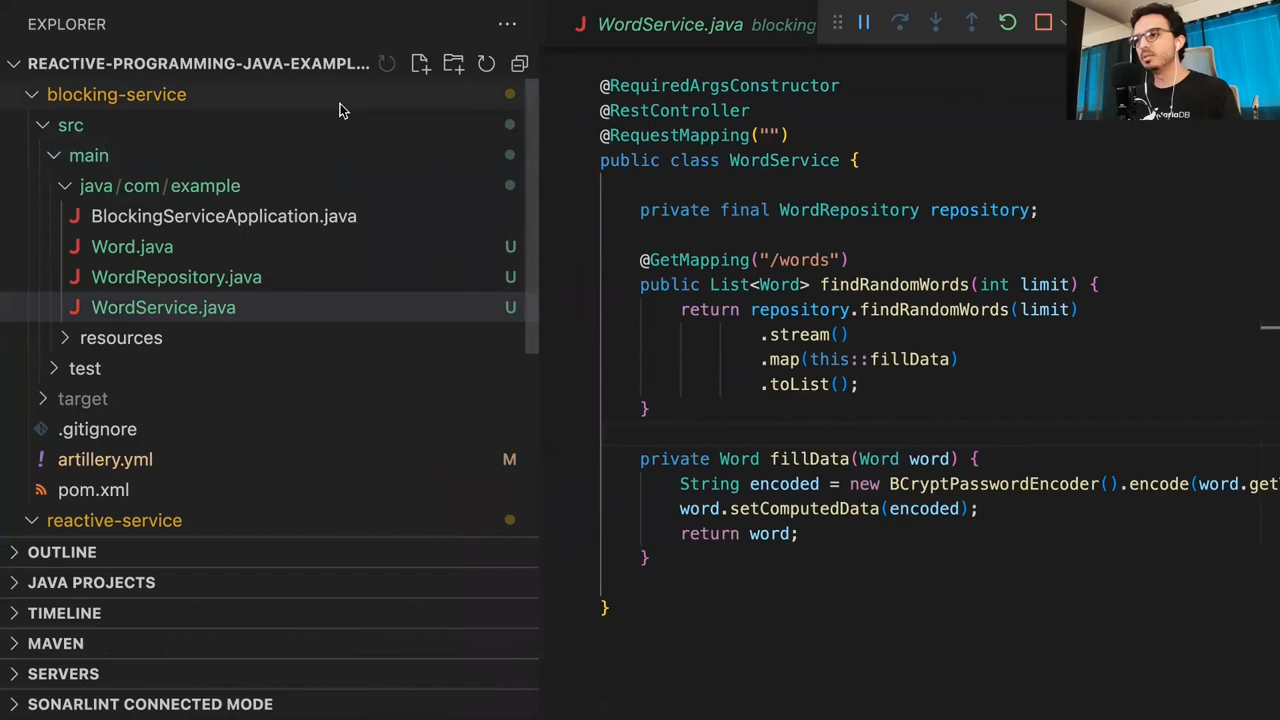 EXPLORER
REACTIVE-PROGRAMMING-JAVA-EXAMPL...
blocking-service
src
main
java/com/example
BlockingServiceApplication.java
Word.java U
WordRepository.java U
WordService.java U
resources
test
target
.gitignore
artillery.yml M
pom.xml
reactive-service
OUTLINE
JAVA PROJECTS
TIMELINE
MAVEN
SERVERS
SONARLINT CONNECTED MODE
WordService.java blocking
@RequiredArgsConstructor
@RestController
@RequestMapping("")
public class WordService {
private final WordRepository repository;
@GetMapping("/words")
public List<Word> findRandomWords(int limit) {
return repository.findRandomWords(limit)
.stream()
.map(this::fillData)
.toList();
}
private Word fillData(Word word) {
String encoded = new BCryptPasswordEncoder().encode(word.get
word.setComputedData(encoded);
return word;
}
}